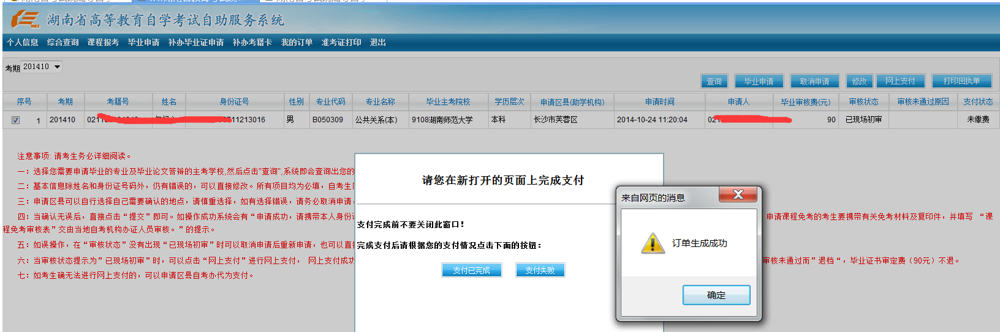 湖南省高等教育自学考试自助服务系统
个人信息 综合查询 课程报考 毕业申请 补办毕业证申请 补办考籍卡 我的订单 准考证打印 退出
考期 201410
查询 毕业申请 取消申请 修改 网上支付 打印回执单
序号 考期 考籍号 姓名 身份证号 性别 专业代码 专业名称 毕业主考院校 学历层次 申请区县(助学机构) 申请时间 申请人 毕业审核费(元) 审核状态 审核未通过原因 支付状态
1 201410 男 B050309 公共关系(本) 9108湖南师范大学 本科 长沙市芙蓉区 2014-10-24 11:20:04 90 已现场初审 未缴费
注意事项: 请考生务必详细阅读。
一：选择您需要申请毕业的专业及毕业论文答辩的主考学校,然后点击"查询",系统即会查询出您的
二：基本信息除姓名和身份证号码外，仍有错误的，可以直接修改。所有项目均为必填，自考生
三：申请区县可以自行选择自己需要确认的地点，请慎重选择，如有选择错误，请务必取消申请，
四：当确认无误后，直接点击“提交”即可。如操作成功系统会有“申请成功，请携带本人身份 申请课程免考的考生要携带有关免考材料及复印件，并填写 “课
程免考审核表”交由当地自考机构办证人员审核。”的提示。
五：如误操作，在“审核状态”没有出现“已现场初审”时可以取消申请后重新申请，也可以直
六：当审核状态提示为”已现场初审”时，可以点击“网上支付”进行网上支付， 网上支付成功 审核未通过而”退档“，毕业证书审定费（90元）不退。
七：如考生确无法进行网上支付的，可以申请区县自考办代为支付。
请您在新打开的页面上完成支付
支付完成前不要关闭此窗口！
完成支付后请根据您的支付情况点击下面的按钮：
支付已完成 支付失败
来自网页的消息
订单生成成功
确定